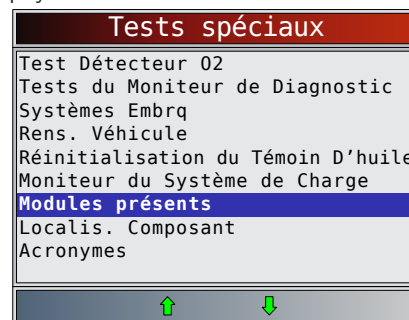 Tests spéciaux
Test Détecteur O2
Tests du Moniteur de Diagnostic
Systèmes Embrq
Rens. Véhicule
Réinitialisation du Témoin D'huile
Moniteur du Système de Charge
Modules présents
Localis. Composant
Acronymes